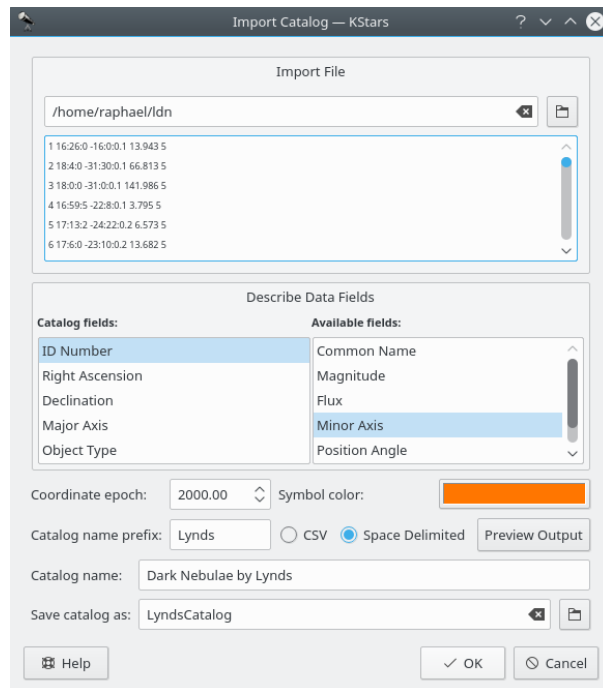 Import Catalog — KStars
Import File
/home/raphael/ldn
1 16:26:0 -16:0:0.1 13.943 5
2 18:4:0 -31:30:0.1 66.813 5
3 18:0:0 -31:0:0.1 141.986 5
4 16:59:5 -22:8:0.1 3.795 5
5 17:13:2 -24:22:0.2 6.573 5
6 17:6:0 -23:10:0.2 13.682 5
Describe Data Fields
Catalog fields: Available fields:
ID Number Common Name
Right Ascension Magnitude
Declination Flux
Major Axis Minor Axis
Object Type Position Angle
Coordinate epoch: 2000.00 Symbol color:
Catalog name prefix: Lynds CSV Space Delimited Preview Output
Catalog name: Dark Nebulae by Lynds
Save catalog as: LyndsCatalog
Help OK Cancel